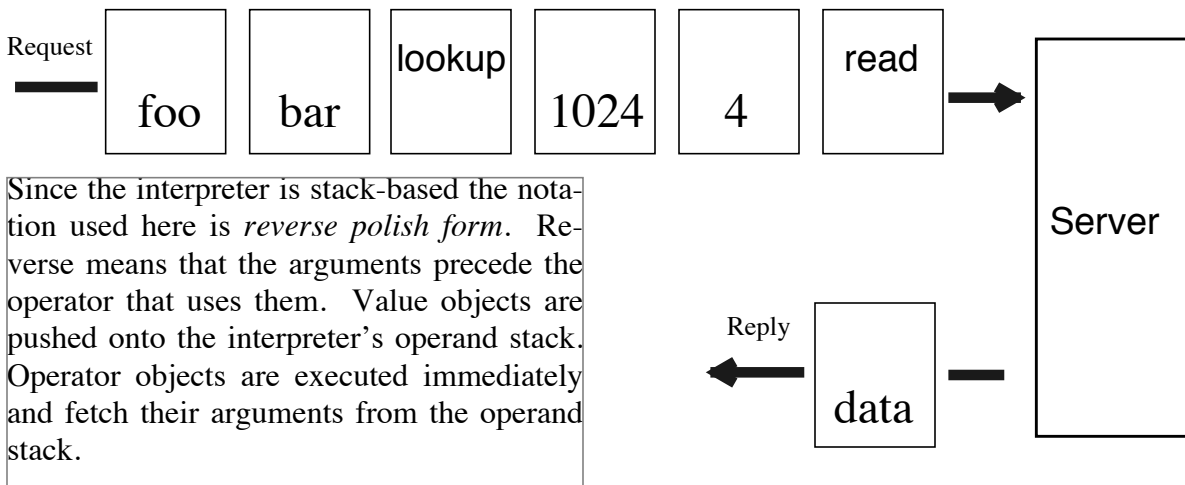 Request
foo
bar
lookup
1024
4
read
Server
Since the interpreter is stack-based the nota-
tion used here is reverse polish form. Re-
verse means that the arguments precede the
operator that uses them. Value objects are
pushed onto the interpreter's operand stack.
Operator objects are executed immediately
and fetch their arguments from the operand
stack.
Reply
data